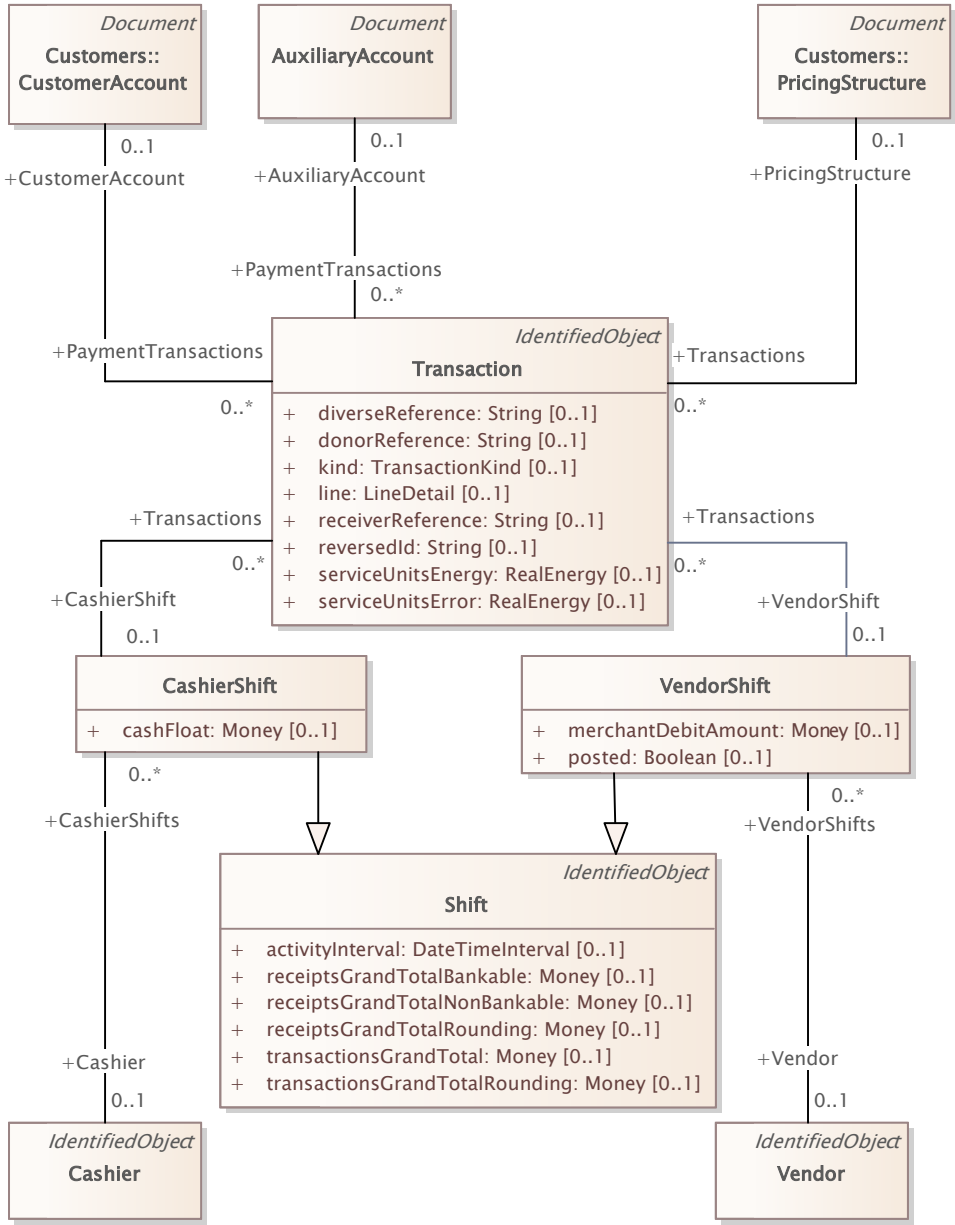 Document
Customers::
CustomerAccount
Document
AuxiliaryAccount
Document
Customers::
PricingStructure
0..1
+CustomerAccount
0..1
+AuxiliaryAccount
0..1
+PricingStructure
+PaymentTransactions
0..*
+PaymentTransactions
0..*
+Transactions
0..*
IdentifiedObject
Transaction
+ diverseReference: String [0..1]
+ donorReference: String [0..1]
+ kind: TransactionKind [0..1]
+ line: LineDetail [0..1]
+ receiverReference: String [0..1]
+ reversedId: String [0..1]
+ serviceUnitsEnergy: RealEnergy [0..1]
+ serviceUnitsError: RealEnergy [0..1]
+Transactions
0..*
+CashierShift
0..1
+Transactions
0..*
+VendorShift
0..1
CashierShift
+ cashFloat: Money [0..1]
VendorShift
+ merchantDebitAmount: Money [0..1]
+ posted: Boolean [0..1]
0..*
+CashierShifts
0..*
+VendorShifts
IdentifiedObject
Shift
+ activityInterval: DateTimeInterval [0..1]
+ receiptsGrandTotalBankable: Money [0..1]
+ receiptsGrandTotalNonBankable: Money [0..1]
+ receiptsGrandTotalRounding: Money [0..1]
+ transactionsGrandTotal: Money [0..1]
+ transactionsGrandTotalRounding: Money [0..1]
+Cashier
0..1
+Vendor
0..1
IdentifiedObject
Cashier
IdentifiedObject
Vendor